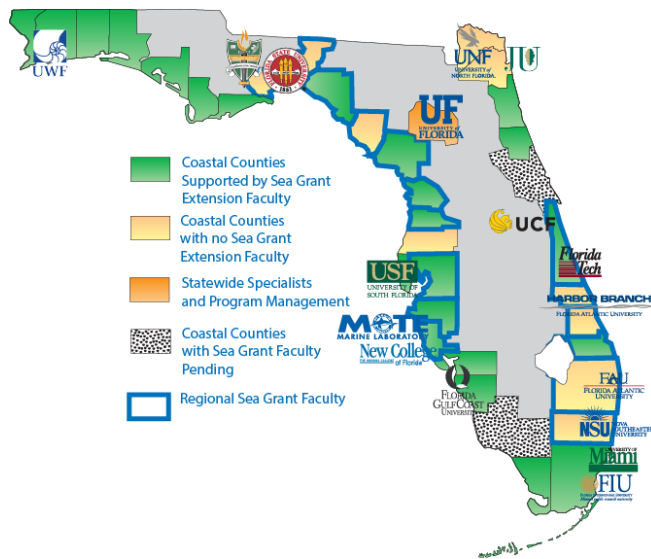 UWF
FLORIDA STATE UNIVERSITY
1851
UNF
UNIVERSITY of
NORTH FLORIDA.
JU
UF
UNIVERSITY of
FLORIDA
Coastal Counties
Supported by Sea Grant
Extension Faculty
Coastal Counties
with no Sea Grant
Extension Faculty
Statewide Specialists
and Program Management
Coastal Counties
with Sea Grant Faculty
Pending
Regional Sea Grant Faculty
UCF
Florida
Tech
USF
UNIVERSITY OF
SOUTH FLORIDA
HARBOR BRANCH
FLORIDA ATLANTIC UNIVERSITY
MOTE
MARINE LABORATORY
New College
of Florida
FLORIDA
GULF COAST
UNIVERSITY
FAU
FLORIDA ATLANTIC
UNIVERSITY
NSU
NOVA
SOUTHEASTERN
UNIVERSITY
UNIVERSITY OF
Miami
FIU